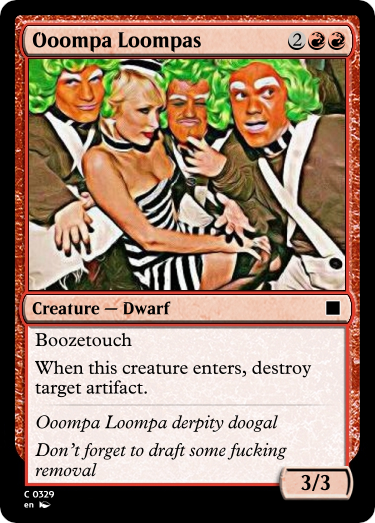 Ooompa Loompas 2
Creature — Dwarf
Boozetouch
When this creature enters, destroy
target artifact.
Ooompa Loompa derpity doogal
Don't forget to draft some fucking
removal
3/3
C 0329
en